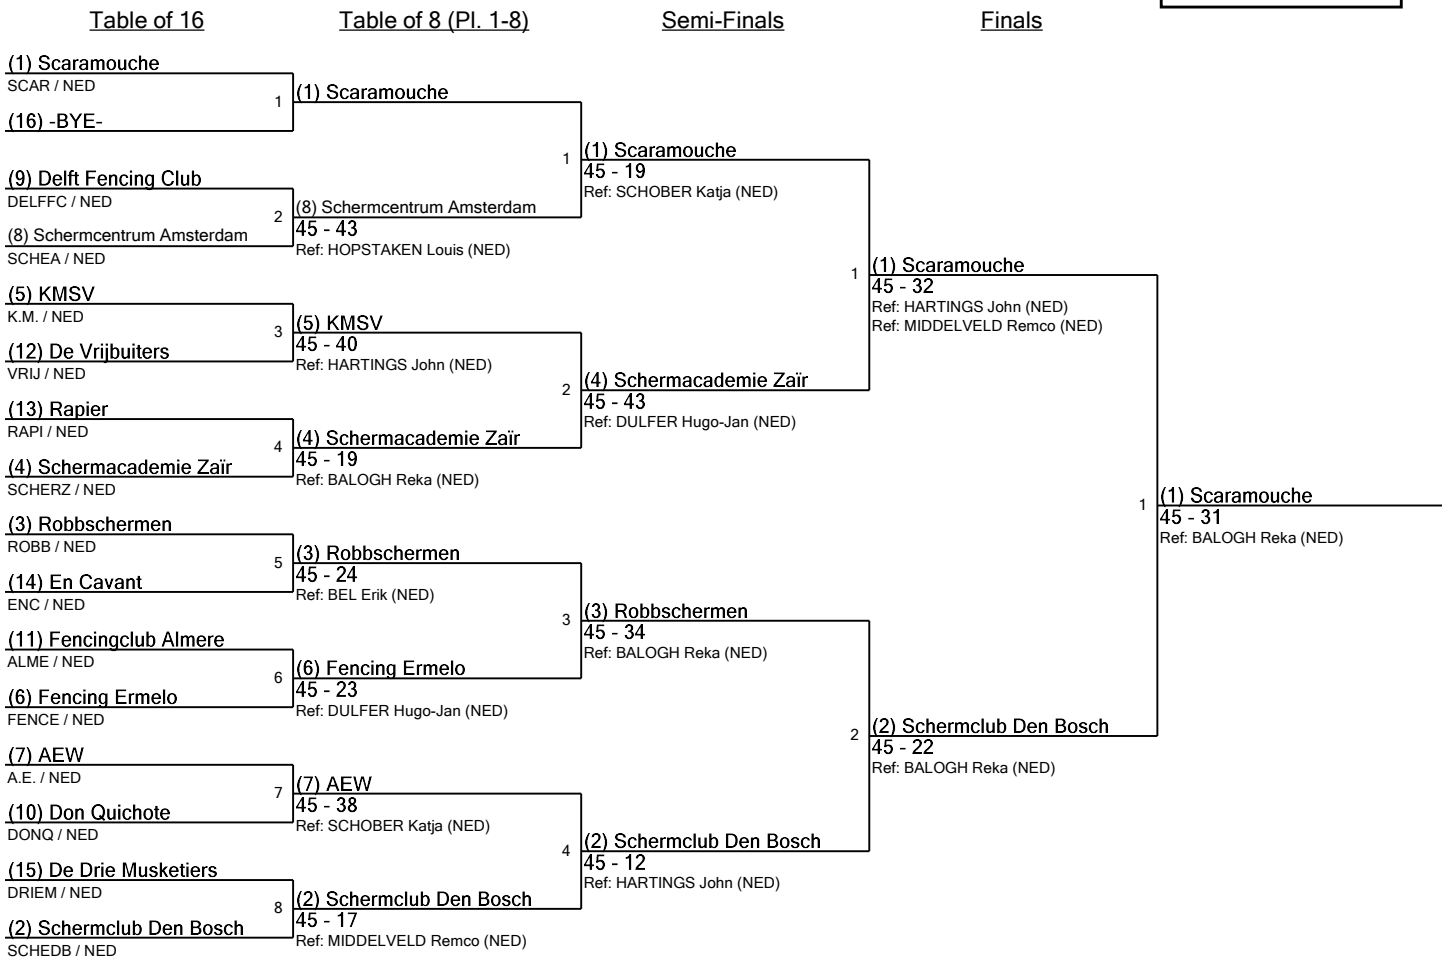 Table of 16
Table of 8 (Pl. 1-8)
Semi-Finals
Finals
(1) Scaramouche
SCAR / NED
(16) -BYE-
(9) Delft Fencing Club
DELFFC / NED
(8) Schermcentrum Amsterdam
SCHEA / NED
(5) KMSV
K.M. / NED
(12) De Vrijbuiters
VRIJ / NED
(13) Rapier
RAPI / NED
(4) Schermacademie Zaïr
SCHERZ / NED
(3) Robbschermen
ROBB / NED
(14) En Cavant
ENC / NED
(11) Fencingclub Almere
ALME / NED
(6) Fencing Ermelo
FENCE / NED
(7) AEW
A.E. / NED
(10) Don Quichote
DONQ / NED
(15) De Drie Musketiers
DRIEM / NED
(2) Schermclub Den Bosch
SCHEDB / NED
1
(1) Scaramouche
2
(8) Schermcentrum Amsterdam
45 - 43
Ref: HOPSTAKEN Louis (NED)
3
(5) KMSV
45 - 40
Ref: HARTINGS John (NED)
4
(4) Schermacademie Zaïr
45 - 19
Ref: BALOGH Reka (NED)
5
(3) Robbschermen
45 - 24
Ref: BEL Erik (NED)
6
(6) Fencing Ermelo
45 - 23
Ref: DULFER Hugo-Jan (NED)
7
(7) AEW
45 - 38
Ref: SCHOBER Katja (NED)
8
(2) Schermclub Den Bosch
45 - 17
Ref: MIDDELVELD Remco (NED)
1
(1) Scaramouche
45 - 19
Ref: SCHOBER Katja (NED)
2
(4) Schermacademie Zaïr
45 - 43
Ref: DULFER Hugo-Jan (NED)
3
(3) Robbschermen
45 - 34
Ref: BALOGH Reka (NED)
4
(2) Schermclub Den Bosch
45 - 12
Ref: HARTINGS John (NED)
1
(1) Scaramouche
45 - 32
Ref: HARTINGS John (NED)
Ref: MIDDELVELD Remco (NED)
2
(2) Schermclub Den Bosch
45 - 22
Ref: BALOGH Reka (NED)
1
(1) Scaramouche
45 - 31
Ref: BALOGH Reka (NED)